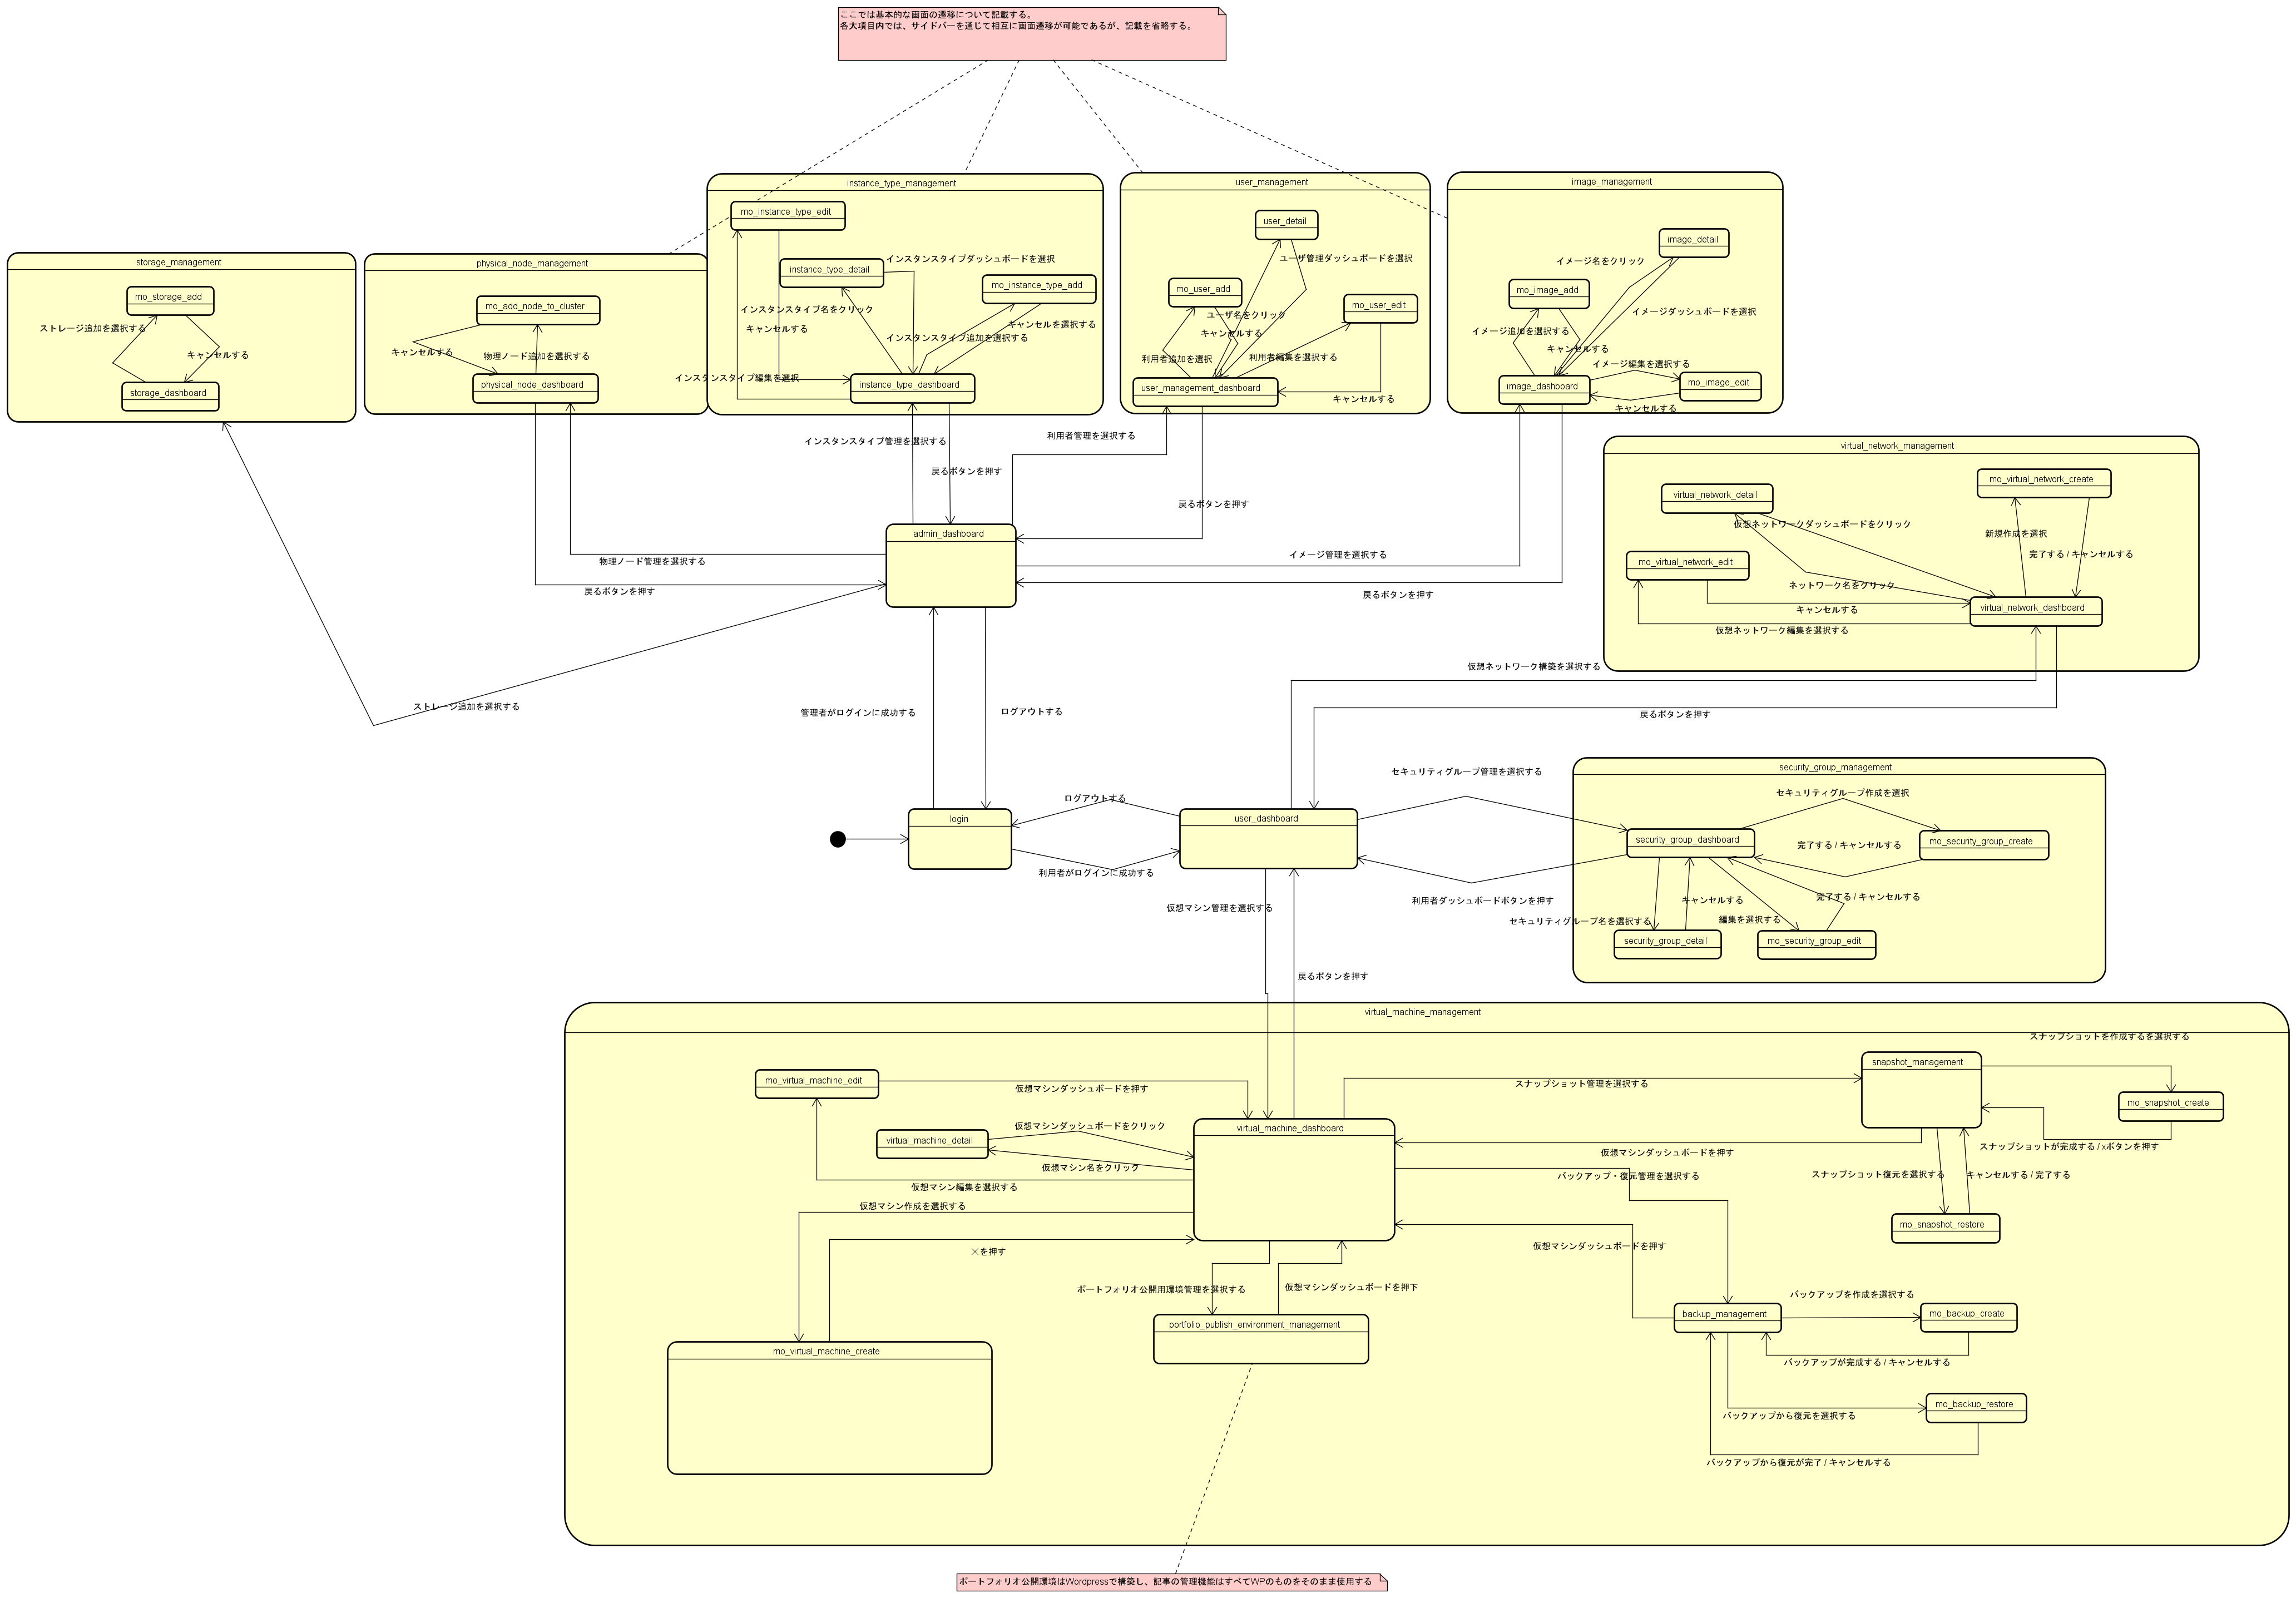 ここでは基本的な画面の遷移について記載する。
各大項目内では、サイドバーを通じて相互に画面遷移が可能であるが、記載を省略する。
storage_management
mo_storage_add
ストレージ追加を選択する
キャンセルする
storage_dashboard
physical_node_management
mo_add_node_to_cluster
キャンセルする
物理ノード追加を選択する
physical_node_dashboard
instance_type_management
mo_instance_type_edit
instance_type_detail
インスタンスタイプダッシュボードを選択
mo_instance_type_add
インスタンスタイプ名をクリック
キャンセルする
キャンセルを選択する
インスタンスタイプ追加を選択する
インスタンスタイプ編集を選択
instance_type_dashboard
user_management
user_detail
ユーザ管理ダッシュボードを選択
mo_user_add
mo_user_edit
ユーザ名をクリック
キャンセルする
利用者追加を選択
利用者編集を選択する
user_management_dashboard
キャンセルする
image_management
image_detail
イメージ名をクリック
mo_image_add
イメージダッシュボードを選択
イメージ追加を選択する
キャンセルする
イメージ編集を選択する
image_dashboard
mo_image_edit
キャンセルする
インスタンスタイプ管理を選択する
利用者管理を選択する
戻るボタンを押す
戻るボタンを押す
admin_dashboard
物理ノード管理を選択する
イメージ管理を選択する
戻るボタンを押す
戻るボタンを押す
virtual_network_management
virtual_network_detail
mo_virtual_network_create
仮想ネットワークダッシュボードをクリック
新規作成を選択
完了する / キャンセルする
mo_virtual_network_edit
ネットワーク名をクリック
キャンセルする
virtual_network_dashboard
仮想ネットワーク編集を選択する
仮想ネットワーク構築を選択する
ストレージ追加を選択する
管理者がログインに成功する
ログアウトする
戻るボタンを押す
login
ログアウトする
利用者がログインに成功する
user_dashboard
セキュリティグループ管理を選択する
利用者ダッシュボードボタンを押す
security_group_management
セキュリティグループ作成を選択
security_group_dashboard
完了する / キャンセルする
mo_security_group_create
キャンセルする
完了する / キャンセルする
セキュリティグループ名を選択する
編集を選択する
security_group_detail
mo_security_group_edit
仮想マシン管理を選択する
戻るボタンを押す
virtual_machine_management
mo_virtual_machine_edit
仮想マシンダッシュボードを押す
virtual_machine_detail
仮想マシンダッシュボードをクリック
仮想マシン名をクリック
仮想マシン編集を選択する
仮想マシン作成を選択する
×を押す
virtual_machine_dashboard
スナップショット管理を選択する
snapshot_management
スナップショットを作成するを選択する
mo_snapshot_create
スナップショットが完成する / xボタンを押す
仮想マシンダッシュボードを押す
バックアップ・復元管理を選択する
スナップショット復元を選択する
キャンセルする / 完了する
mo_snapshot_restore
仮想マシンダッシュボードを押す
ポートフォリオ公開用環境管理を選択する
仮想マシンダッシュボードを押下
portfolio_publish_environment_management
mo_virtual_machine_create
バックアップを作成を選択する
backup_management
mo_backup_create
バックアップが完成する / キャンセルする
mo_backup_restore
バックアップから復元を選択する
バックアップから復元が完了 / キャンセルする
ポートフォリオ公開環境はWordpressで構築し、記事の管理機能はすべてWPのものをそのまま使用する